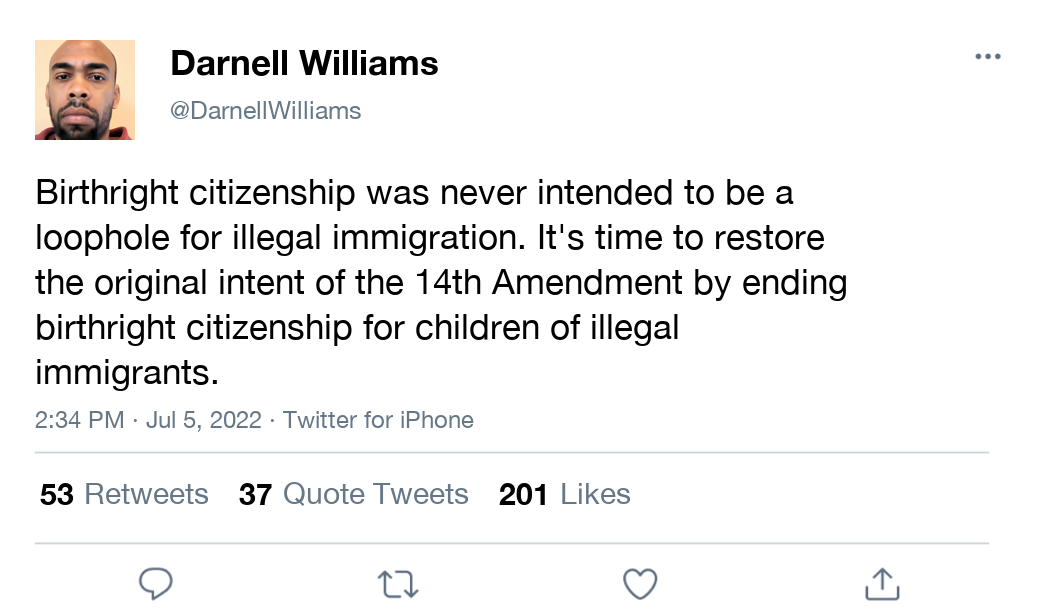 Darnell Williams
@DarnellWilliams
Birthright citizenship was never intended to be a
loophole for illegal immigration. It's time to restore
the original intent of the 14th Amendment by ending
birthright citizenship for children of illegal
immigrants.
2:34 PM · Jul 5, 2022 · Twitter for iPhone
53 Retweets 37 Quote Tweets 201 Likes